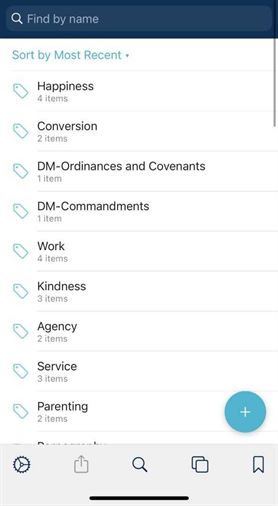 Find by name
Sort by Most Recent
Happiness
4 items
Conversion
2 items
DM-Ordinances and Covenants
1 item
DM-Commandments
1 item
Work
4 items
Kindness
3 items
Agency
2 items
Service
3 items
Parenting
2 items